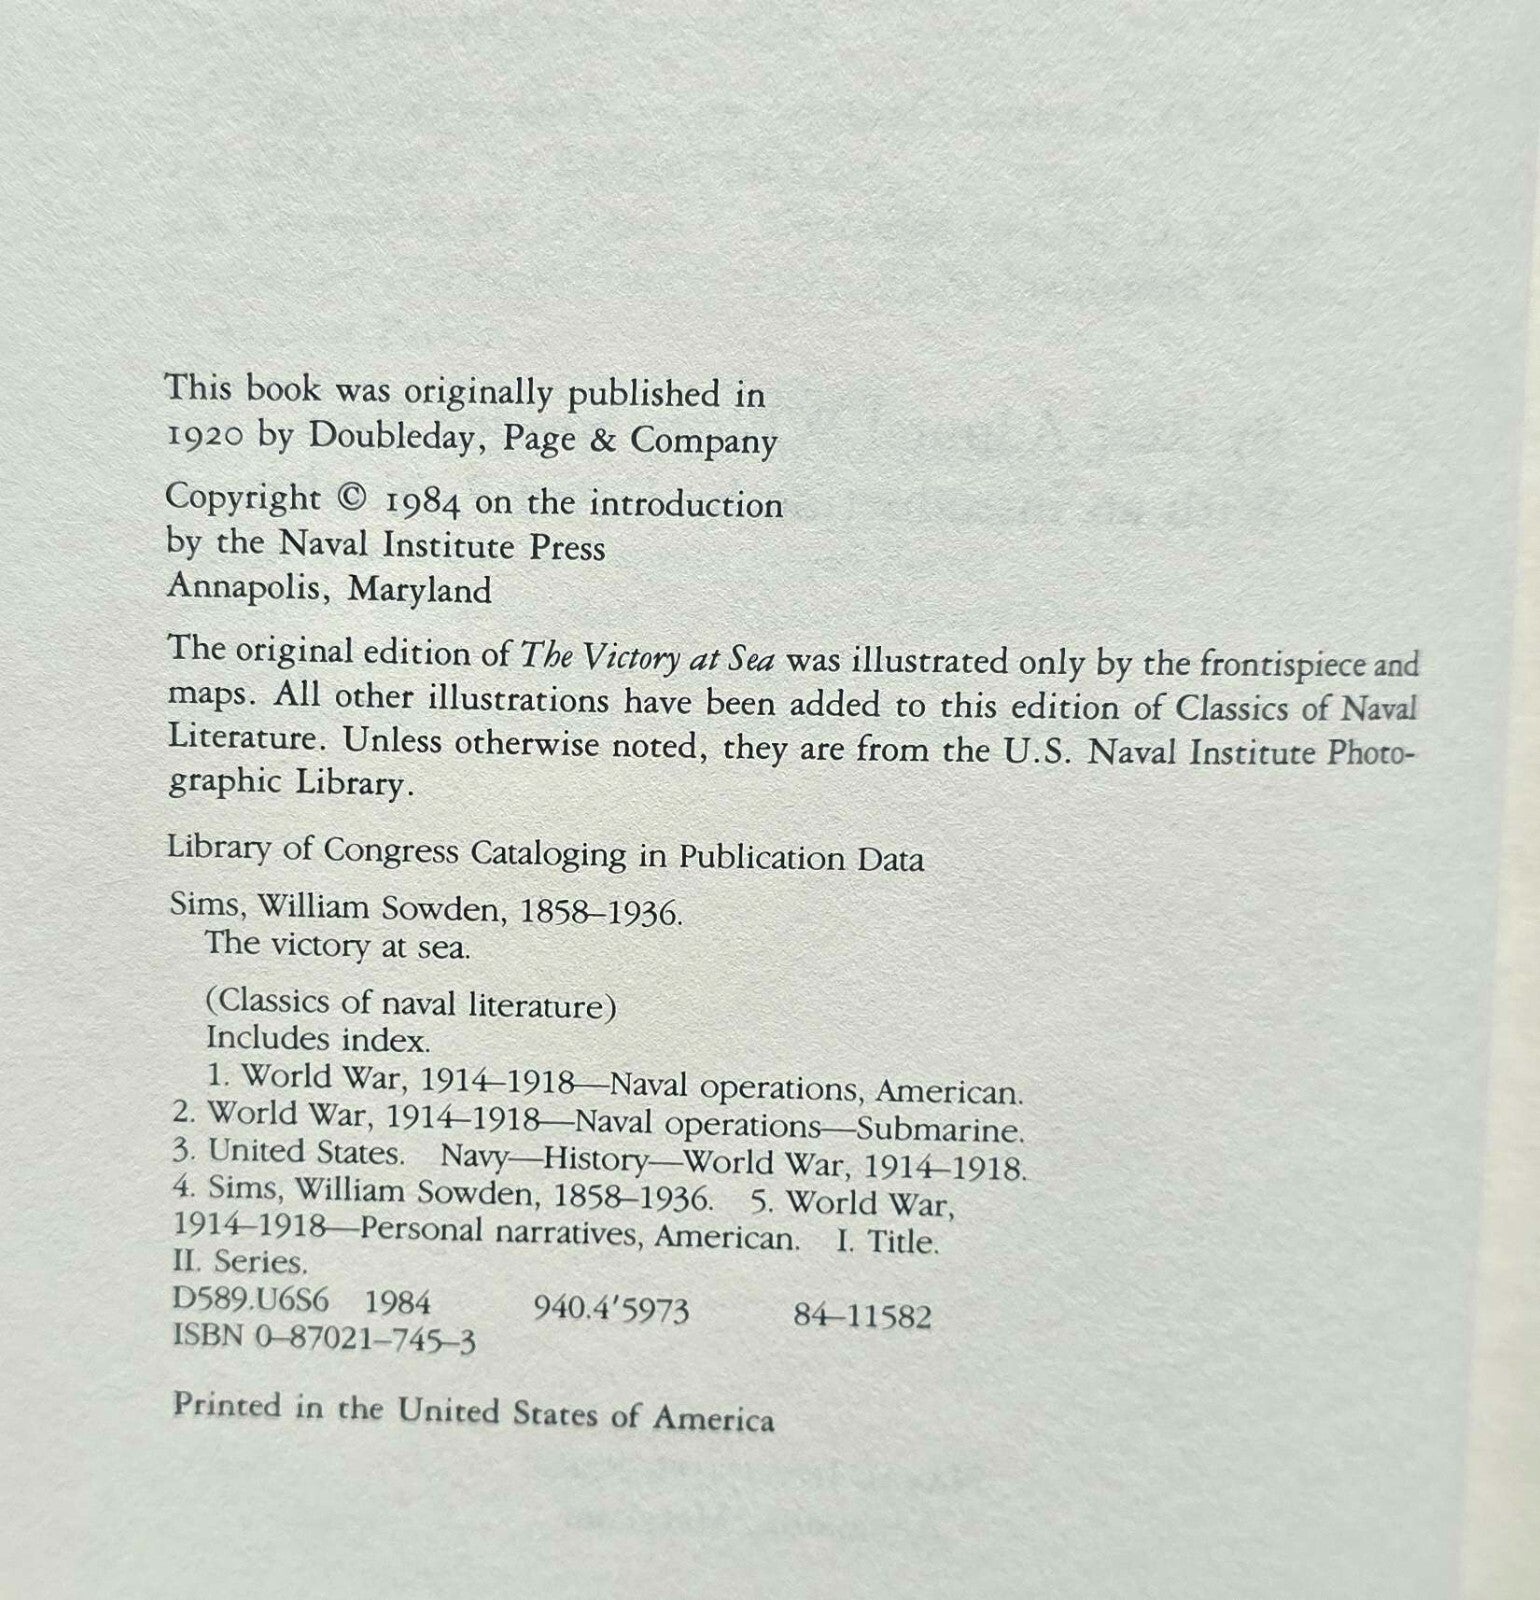 This book was originally published in
1920 by Doubleday, Page & Company
Copyright © 1984 on the introduction
by the Naval Institute Press
Annapolis, Maryland
The original edition of The Victory at Sea was illustrated only by the frontispiece and
maps. All other illustrations have been added to this edition of Classics of Naval
Literature. Unless otherwise noted, they are from the U.S. Naval Institute Photo-
graphic Library.
Library of Congress Cataloging in Publication Data
Sims, William Sowden, 1858–1936.
The victory at sea.
(Classics of naval literature)
Includes index.
1. World War, 1914–1918—Naval operations, American.
2. World War, 1914–1918—Naval operations—Submarine.
3. United States. Navy—History—World War, 1914–1918.
4. Sims, William Sowden, 1858–1936. 5. World War,
1914–1918—Personal narratives, American. I. Title.
II. Series.
D589.U6S6 1984 940.4'5973 84–11582
ISBN 0–87021–745–3
Printed in the United States of America